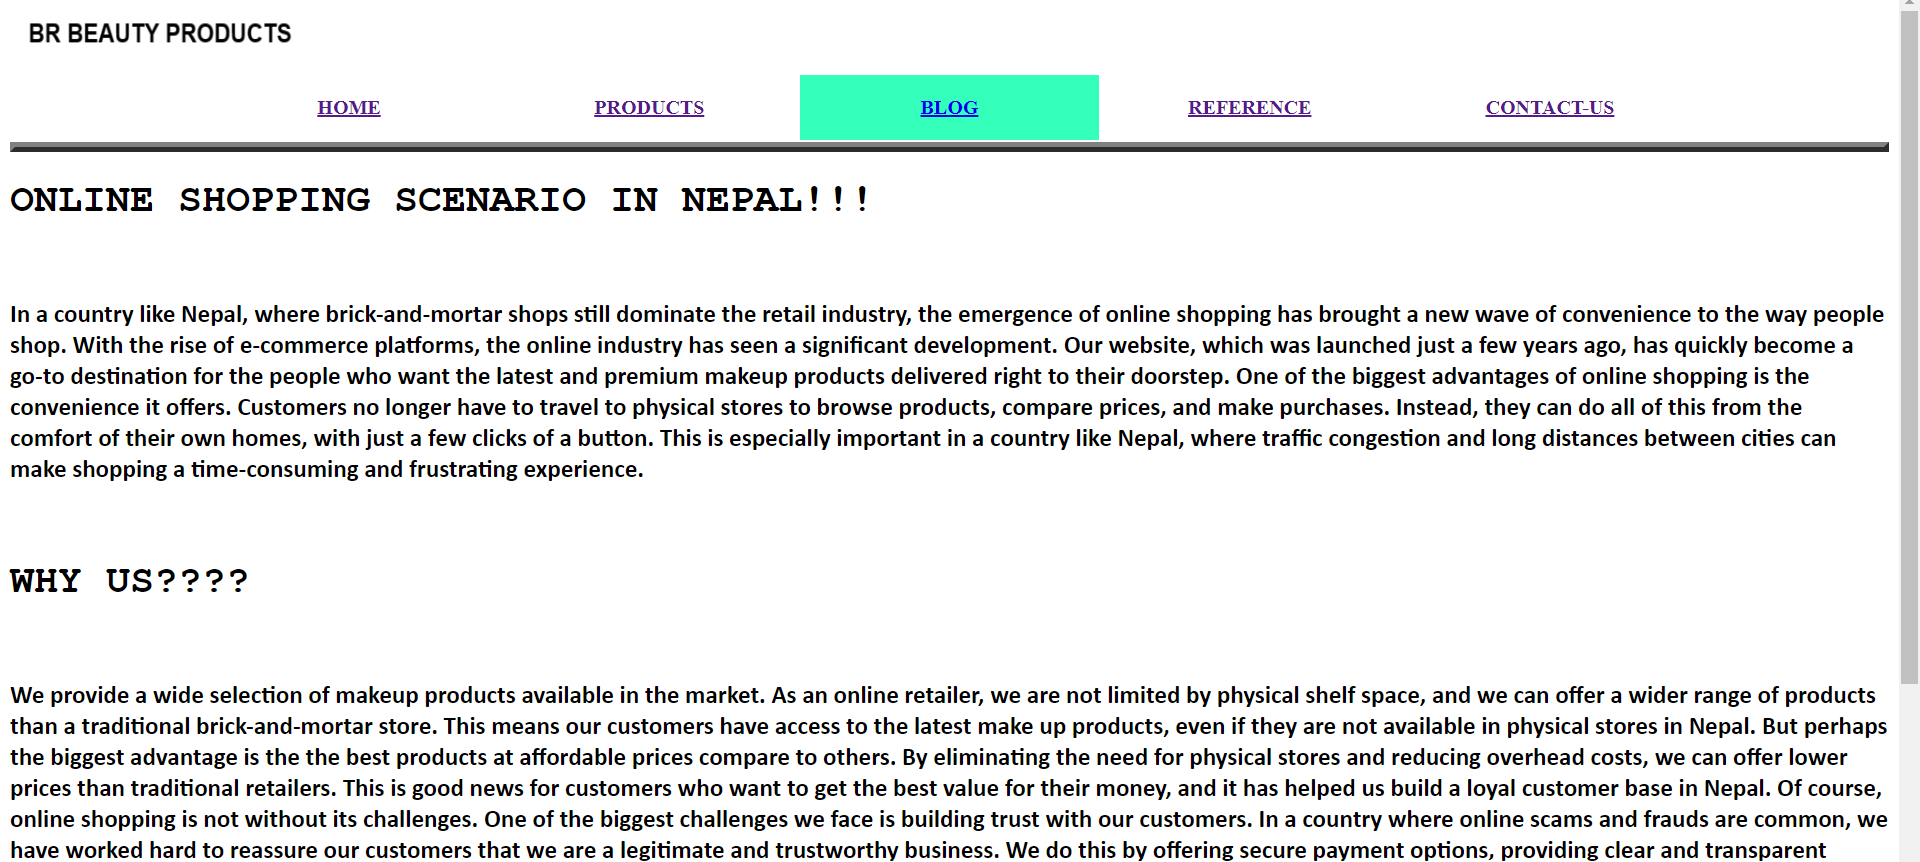 BR BEAUTY PRODUCTS
HOME PRODUCTS BLOG REFERENCE CONTACT-US
ONLINE SHOPPING SCENARIO IN NEPAL!!!
In a country like Nepal, where brick-and-mortar shops still dominate the retail industry, the emergence of online shopping has brought a new wave of convenience to the way people
shop. With the rise of e-commerce platforms, the online industry has seen a significant development. Our website, which was launched just a few years ago, has quickly become a
go-to destination for the people who want the latest and premium makeup products delivered right to their doorstep. One of the biggest advantages of online shopping is the
convenience it offers. Customers no longer have to travel to physical stores to browse products, compare prices, and make purchases. Instead, they can do all of this from the
comfort of their own homes, with just a few clicks of a button. This is especially important in a country like Nepal, where traffic congestion and long distances between cities can
make shopping a time-consuming and frustrating experience.
WHY US????
We provide a wide selection of makeup products available in the market. As an online retailer, we are not limited by physical shelf space, and we can offer a wider range of products
than a traditional brick-and-mortar store. This means our customers have access to the latest make up products, even if they are not available in physical stores in Nepal. But perhaps
the biggest advantage is the the best products at affordable prices compare to others. By eliminating the need for physical stores and reducing overhead costs, we can offer lower
prices than traditional retailers. This is good news for customers who want to get the best value for their money, and it has helped us build a loyal customer base in Nepal. Of course,
online shopping is not without its challenges. One of the biggest challenges we face is building trust with our customers. In a country where online scams and frauds are common, we
have worked hard to reassure our customers that we are a legitimate and trustworthy business. We do this by offering secure payment options, providing clear and transparent